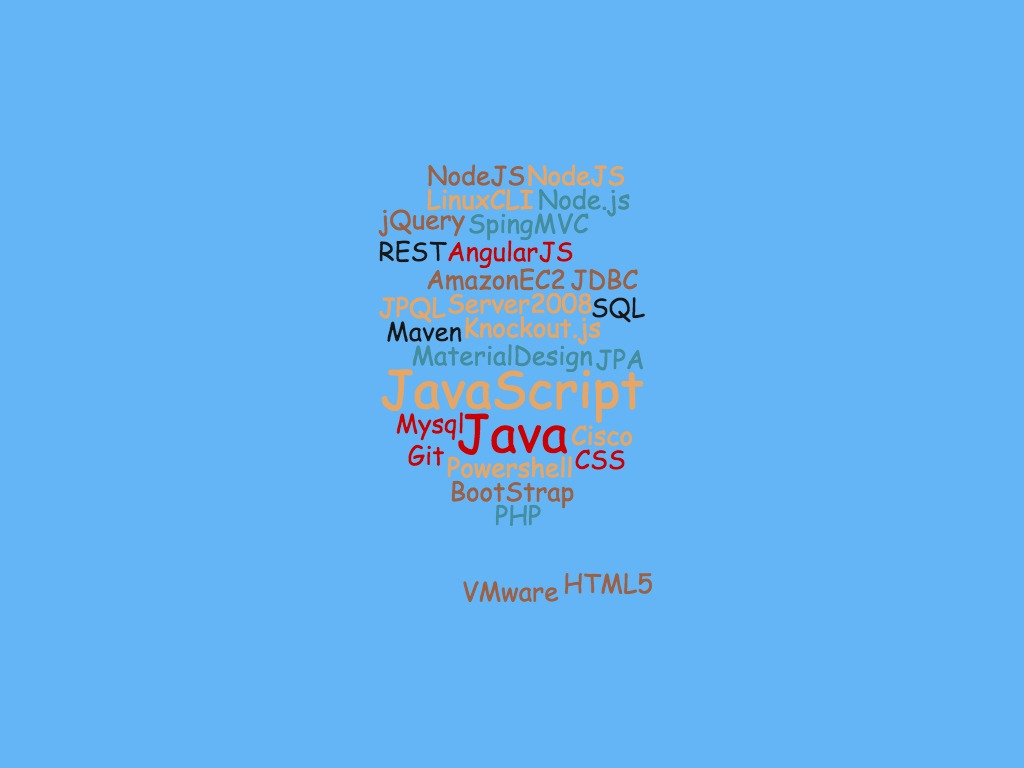 NodeJS NodeJS
LinuxCLI Node.js
jQuery SpingMVC
REST AngularJS
AmazonEC2 JDBC
JPQL Server2008 SQL
Maven Knockout.js
MaterialDesign JPA
JavaScript
Mysql Java Cisco
Git Powershell CSS
BootStrap
PHP
VMware HTML5